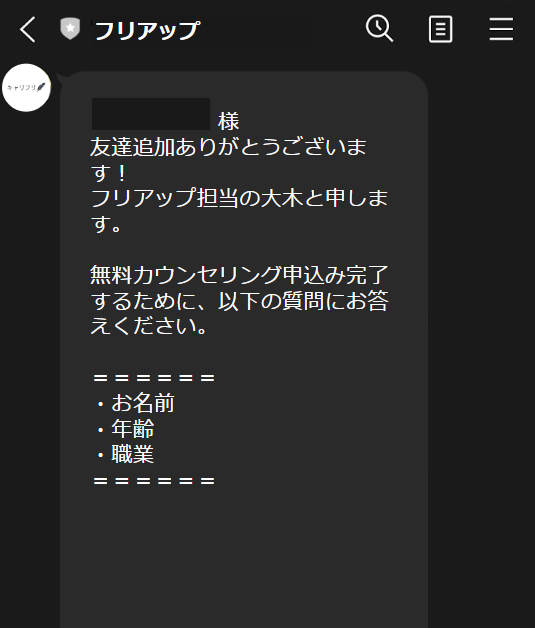 フリアップ
キャリフリ
様
友達追加ありがとうございま
す！
フリアップ担当の大木と申しま
す。
無料カウンセリング申込み完了
するために、以下の質問にお答
えください。
＝＝＝＝＝＝
・お名前
・年齢
・職業
＝＝＝＝＝＝